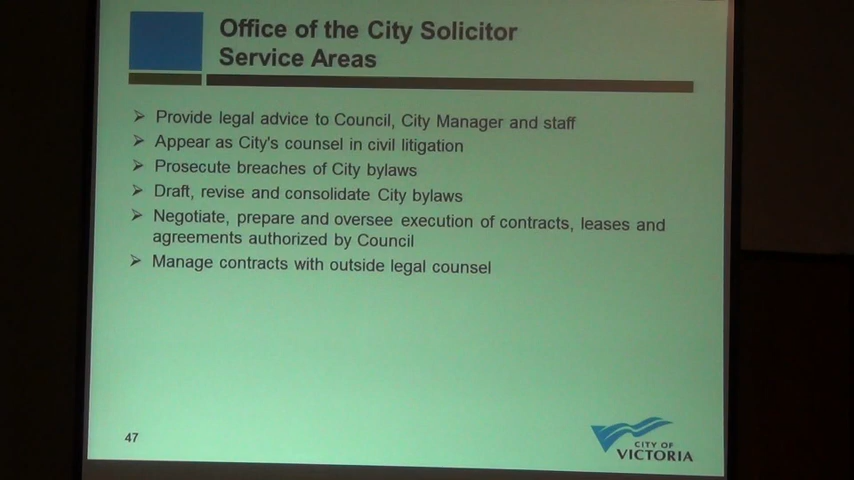 Office of the City Solicitor
Service Areas
➢ Provide legal advice to Council, City Manager and staff
➢ Appear as City's counsel in civil litigation
➢ Prosecute breaches of City bylaws
➢ Draft, revise and consolidate City bylaws
➢ Negotiate, prepare and oversee execution of contracts, leases and
agreements authorized by Council
➢ Manage contracts with outside legal counsel
47
CITY OF
VICTORIA